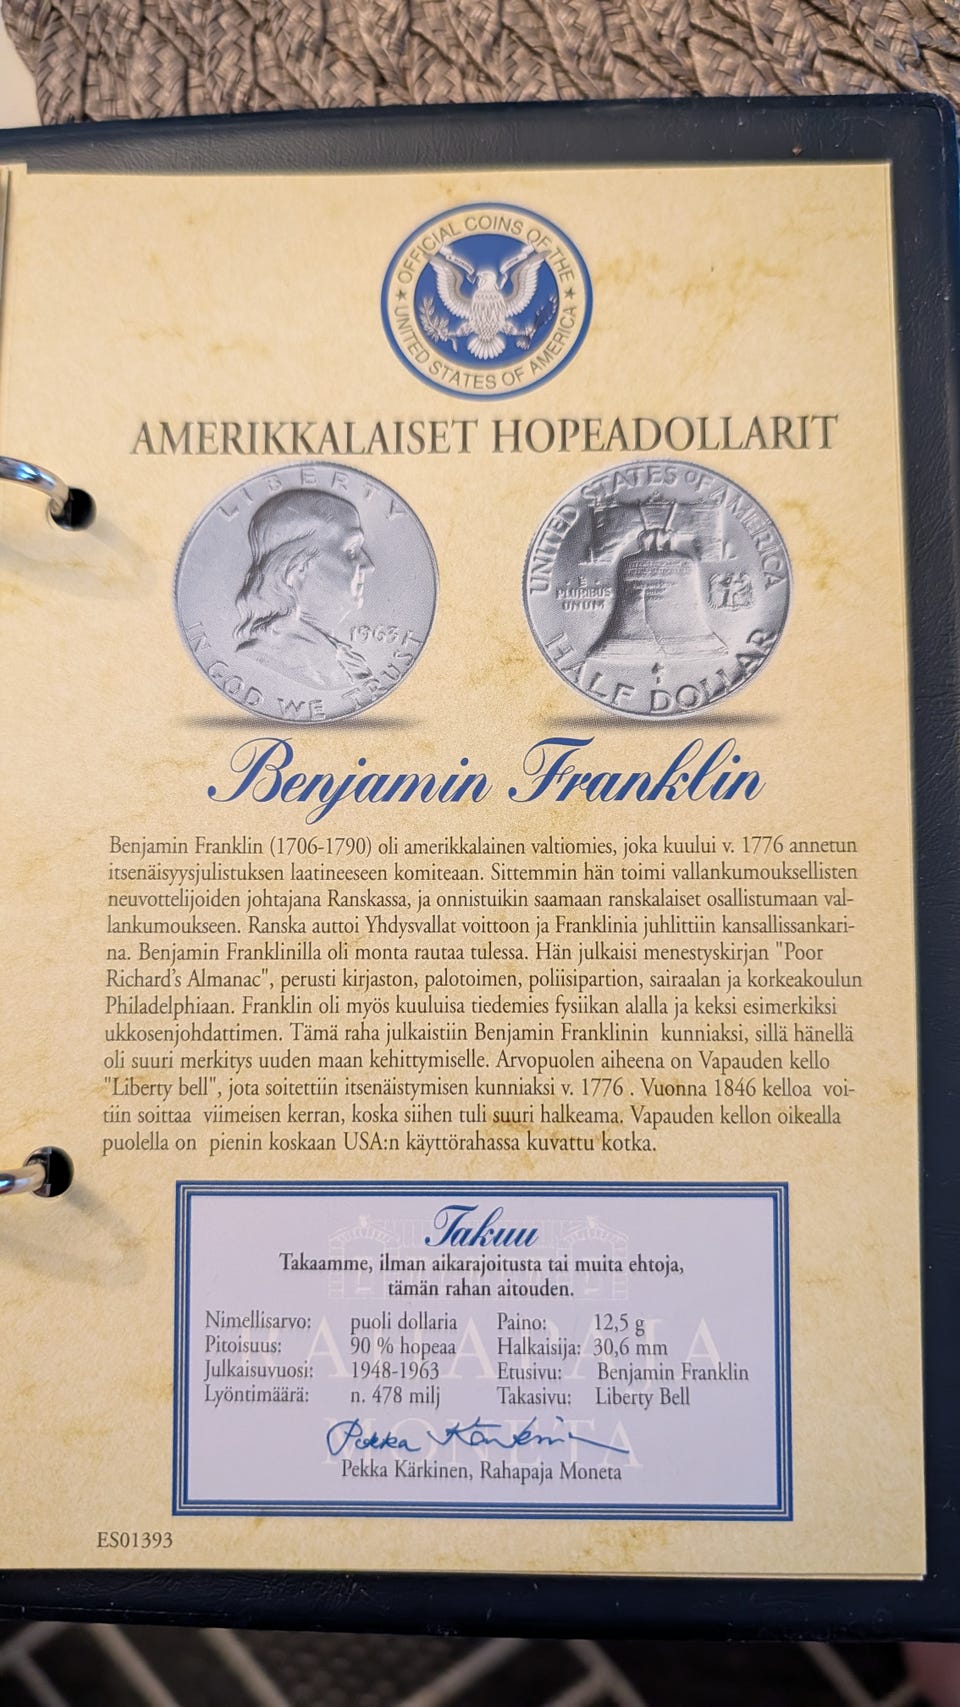 OFFICIAL COINS OF THE
UNITED STATES OF AMERICA
AMERIKKALAISET HOPEADOLLARIT
LIBERTY
1963
IN GOD WE TRUST
UNITED STATES OF AMERICA
E
PLURIBUS
UNUM
HALF DOLLAR
Benjamin Franklin
Benjamin Franklin (1706-1790) oli amerikkalainen valtiomies, joka kuului v. 1776 annetun
itsenäisyysjulistuksen laatineeseen komiteaan. Sittemmin hän toimi vallankumouksellisten
neuvottelijoiden johtajana Ranskassa, ja onnistuikin saamaan ranskalaiset osallistumaan val-
lankumoukseen. Ranska auttoi Yhdysvallat voittoon ja Franklinia juhlittiin kansallissankari-
na. Benjamin Franklinilla oli monta rautaa tulessa. Hän julkaisi menestyskirjan "Poor
Richard's Almanac", perusti kirjaston, palotoimen, poliisipartion, sairaalan ja korkeakoulun
Philadelphiaan. Franklin oli myös kuuluisa tiedemies fysiikan alalla ja keksi esimerkiksi
ukkosenjohdattimen. Tämä raha julkaistiin Benjamin Franklinin kunniaksi, sillä hänellä
oli suuri merkitys uuden maan kehittymiselle. Arvopuolen aiheena on Vapauden kello
"Liberty bell", jota soitettiin itsenäistymisen kunniaksi v. 1776 . Vuonna 1846 kelloa voi-
tiin soittaa viimeisen kerran, koska siihen tuli suuri halkeama. Vapauden kellon oikealla
puolella on pienin koskaan USA:n käyttörahassa kuvattu kotka.
Takuu
Takaamme, ilman aikarajoitusta tai muita ehtoja,
tämän rahan aitouden.
Nimellisarvo: puoli dollaria Paino: 12,5 g
Pitoisuus: 90 % hopeaa Halkaisija: 30,6 mm
Julkaisuvuosi: 1948-1963 Etusivu: Benjamin Franklin
Lyöntimäärä: n. 478 milj Takasivu: Liberty Bell
RAHAPAJA
MONETA
Pekka Kärkinen
Pekka Kärkinen, Rahapaja Moneta
ES01393